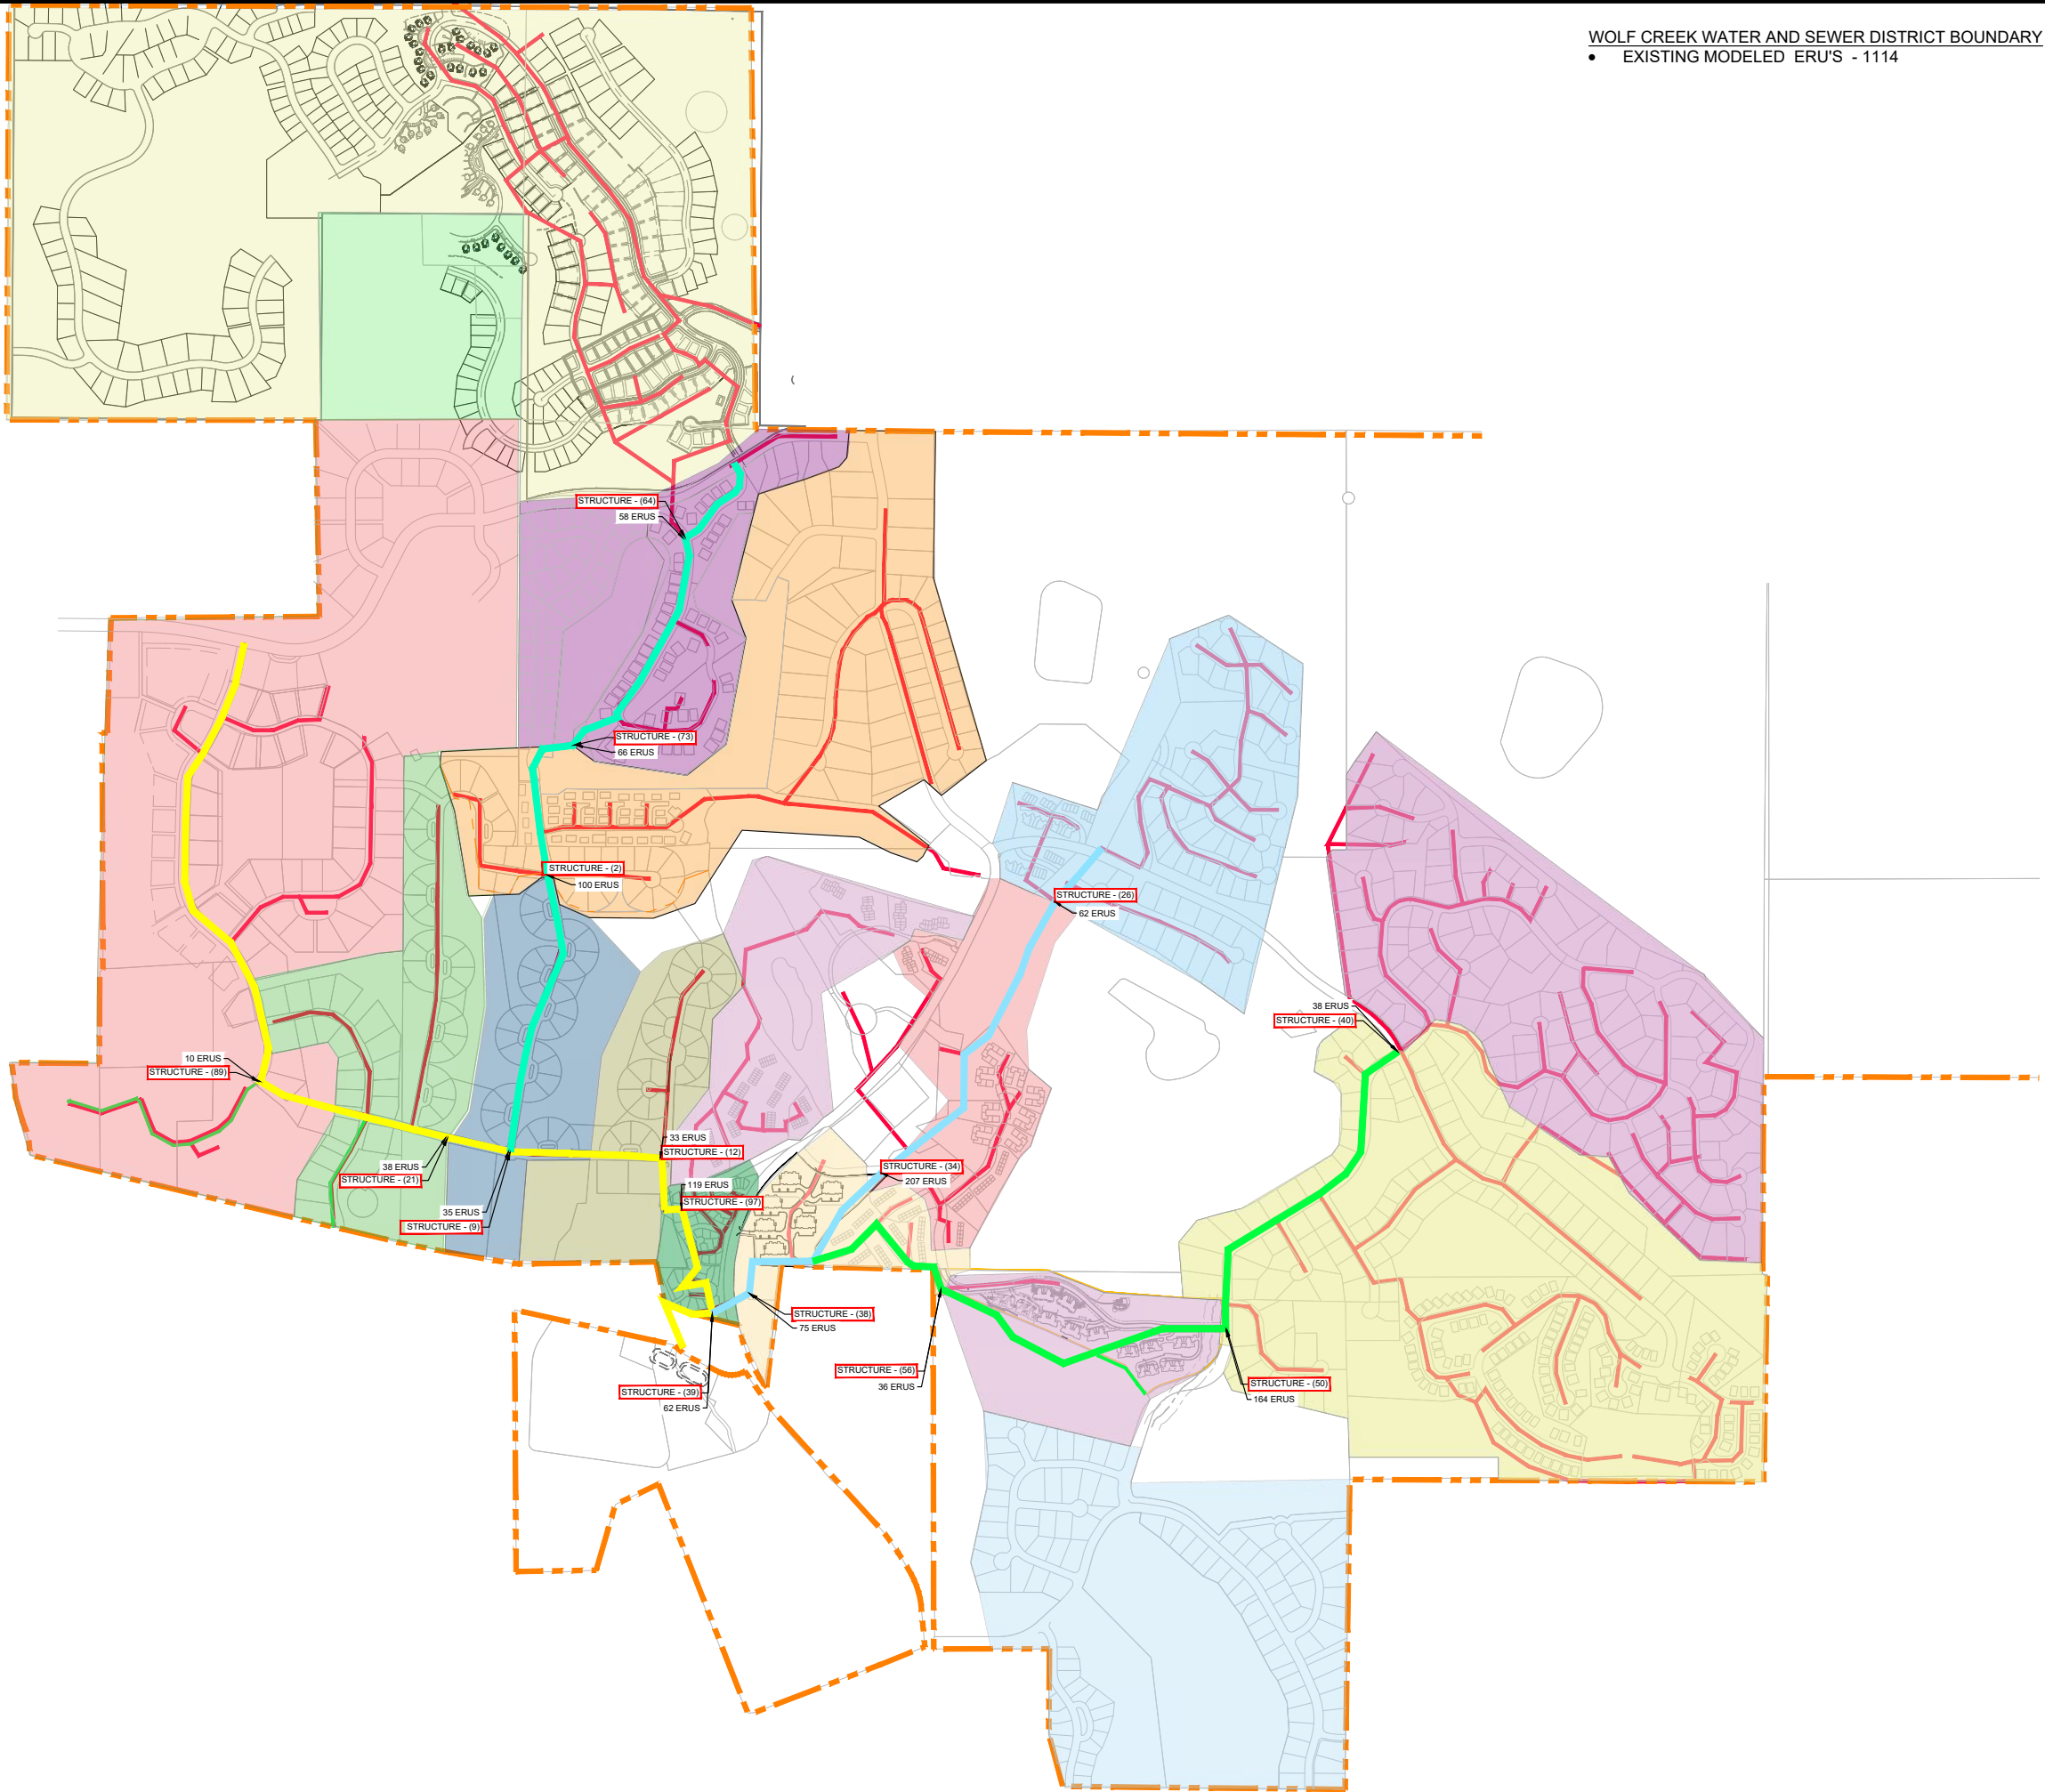 WOLF CREEK WATER AND SEWER DISTRICT BOUNDARY
• EXISTING MODELED ERU'S - 1114
STRUCTURE - (64)
58 ERUS
STRUCTURE - (73)
66 ERUS
STRUCTURE - (2)
100 ERUS
STRUCTURE - (26)
62 ERUS
38 ERUS
STRUCTURE - (40)
10 ERUS
STRUCTURE - (89)
33 ERUS
STRUCTURE - (12)
38 ERUS
STRUCTURE - (21)
STRUCTURE - (34)
207 ERUS
119 ERUS
STRUCTURE - (97)
35 ERUS
STRUCTURE - (9)
STRUCTURE - (38)
75 ERUS
STRUCTURE - (56)
36 ERUS
STRUCTURE - (50)
164 ERUS
STRUCTURE - (39)
62 ERUS